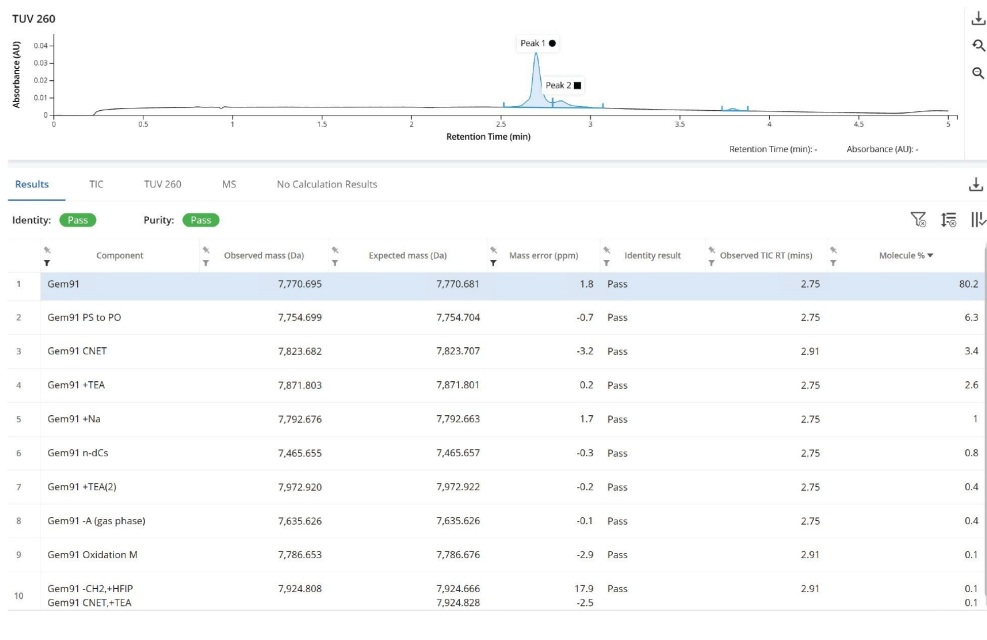 TUV 260
Absorbance (AU)
0.04
0.03
0.02
0.01
0
Peak 1
Peak 2
0 0.5 1 1.5 2 2.5 3 3.5 4 4.5 5
Retention Time (min)
Retention Time (min): - Absorbance (AU): -
Results TIC TUV 260 MS No Calculation Results
Identity: Pass Purity: Pass
Component Observed mass (Da) Expected mass (Da) Mass error (ppm) Identity result Observed TIC RT (mins) Molecule %
1 Gem91 7,770.695 7,770.681 1.8 Pass 2.75 80.2
2 Gem91 PS to PO 7,754.699 7,754.704 -0.7 Pass 2.75 6.3
3 Gem91 CNET 7,823.682 7,823.707 -3.2 Pass 2.91 3.4
4 Gem91 +TEA 7,871.803 7,871.801 0.2 Pass 2.75 2.6
5 Gem91 +Na 7,792.676 7,792.663 1.7 Pass 2.75 1
6 Gem91 n-dCs 7,465.655 7,465.657 -0.3 Pass 2.75 0.8
7 Gem91 +TEA(2) 7,972.920 7,972.922 -0.2 Pass 2.75 0.4
8 Gem91 -A (gas phase) 7,635.626 7,635.626 -0.1 Pass 2.75 0.4
9 Gem91 Oxidation M 7,786.653 7,786.676 -2.9 Pass 2.91 0.1
10 Gem91 -CH2,+HFIP 7,924.808 7,924.666 17.9 Pass 2.91 0.1
Gem91 CNET,+TEA 7,924.828 -2.5 0.1